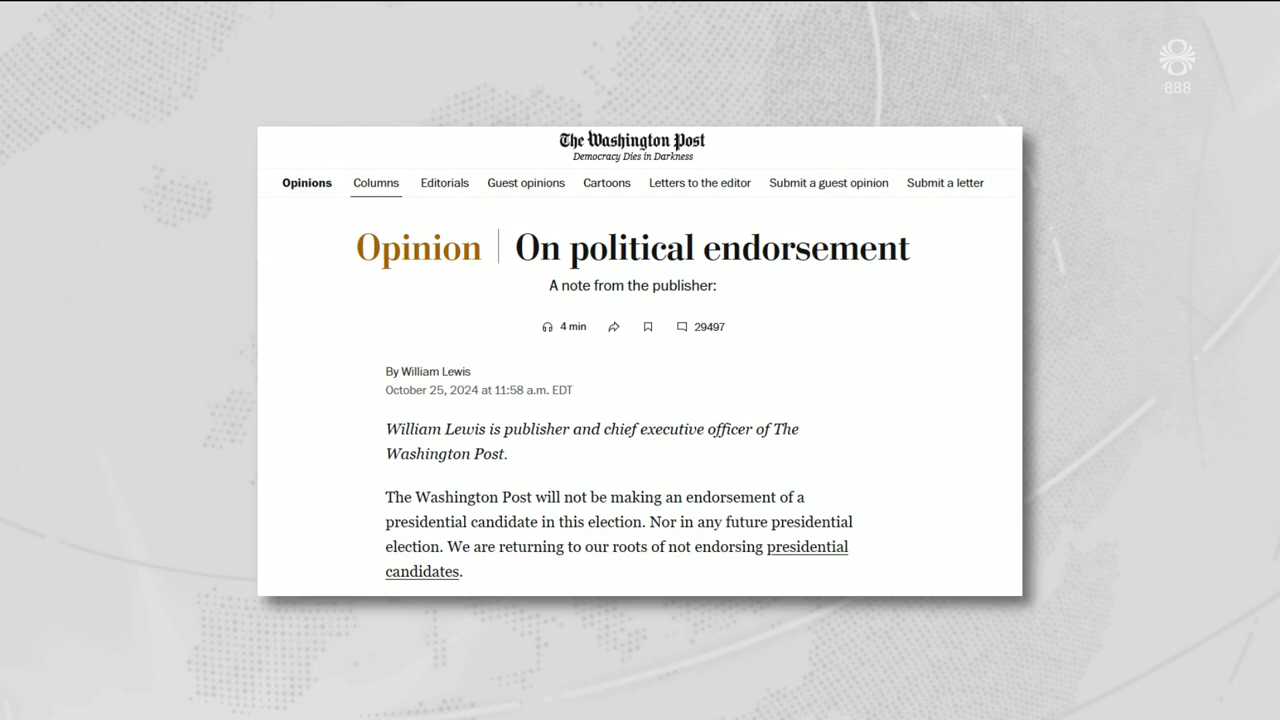 888
The Washington Post
Democracy Dies in Darkness
Opinions Columns Editorials Guest opinions Cartoons Letters to the editor Submit a guest opinion Submit a letter
Opinion | On political endorsement
A note from the publisher:
4 min 29497
By William Lewis
October 25, 2024 at 11:58 a.m. EDT
William Lewis is publisher and chief executive officer of The
Washington Post.
The Washington Post will not be making an endorsement of a
presidential candidate in this election. Nor in any future presidential
election. We are returning to our roots of not endorsing presidential
candidates.